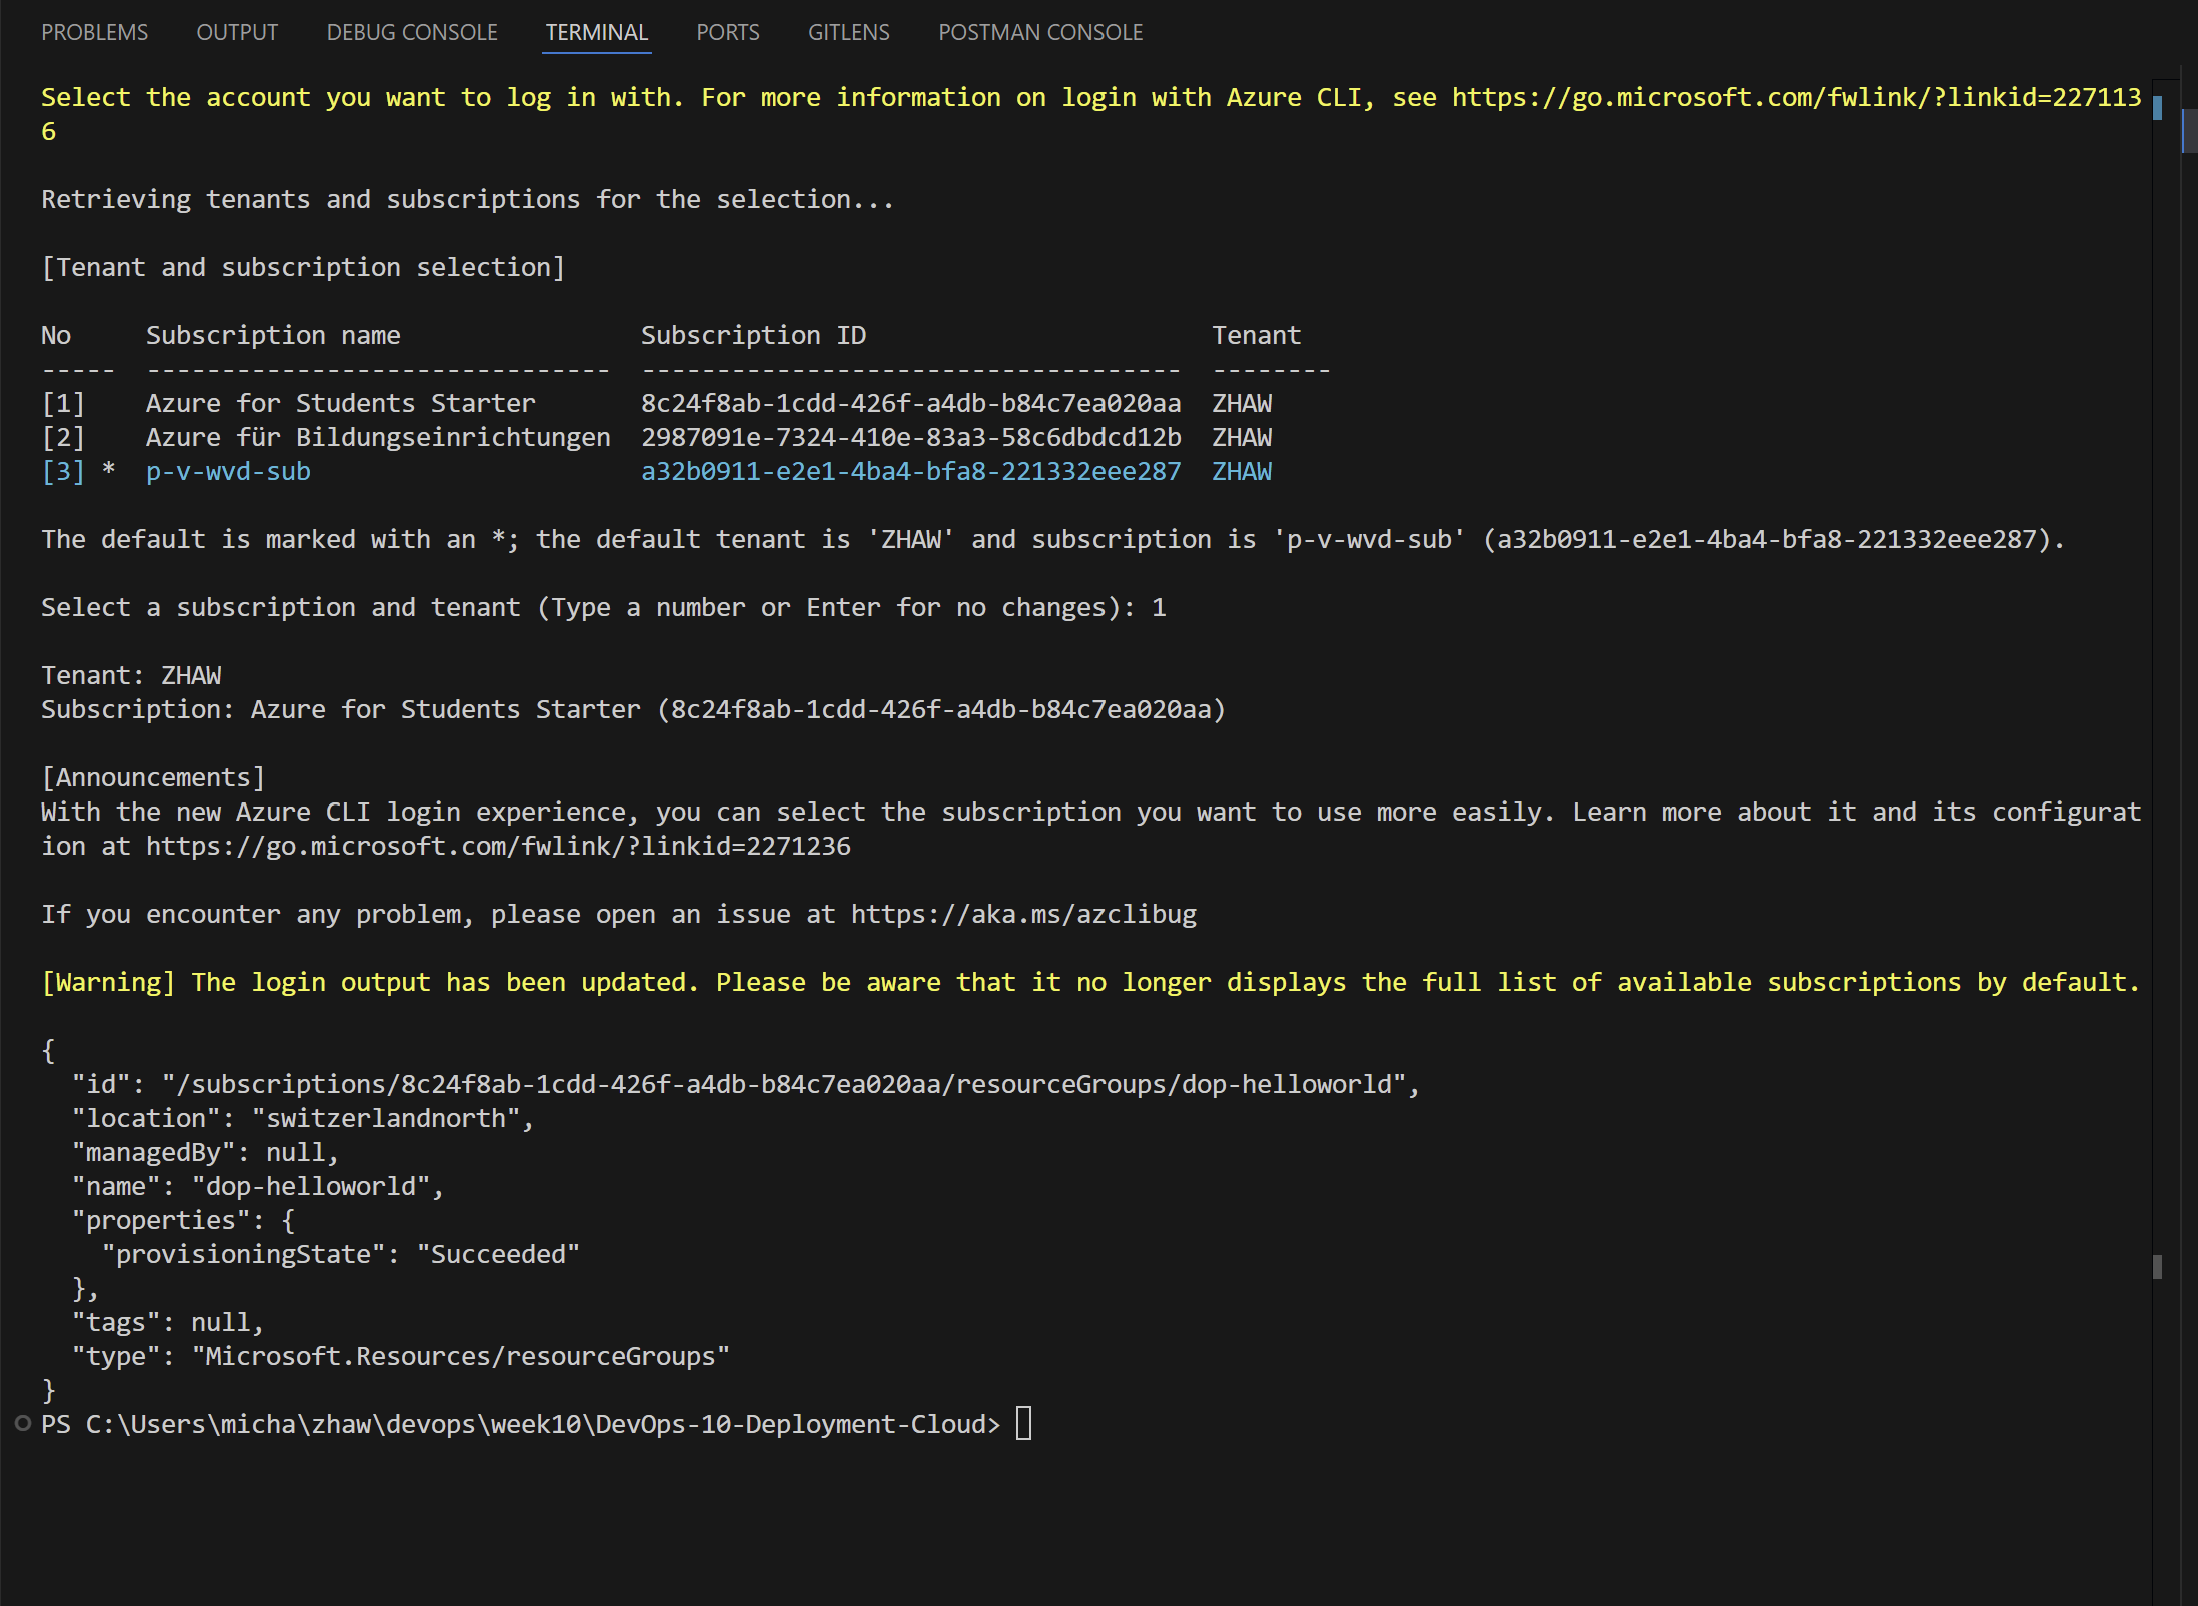 PROBLEMS OUTPUT DEBUG CONSOLE TERMINAL PORTS GITLENS POSTMAN CONSOLE
Select the account you want to log in with. For more information on login with Azure CLI, see https://go.microsoft.com/fwlink/?linkid=227113
6
Retrieving tenants and subscriptions for the selection...
[Tenant and subscription selection]
No     Subscription name                Subscription ID                       Tenant
-----  -------------------------------  ------------------------------------  --------
[1]    Azure for Students Starter       8c24f8ab-1cdd-426f-a4db-b84c7ea020aa  ZHAW
[2]    Azure für Bildungseinrichtungen  2987091e-7324-410e-83a3-58c6dbdcd12b  ZHAW
[3] *  p-v-wvd-sub                      a32b0911-e2e1-4ba4-bfa8-221332eee287  ZHAW
The default is marked with an *; the default tenant is 'ZHAW' and subscription is 'p-v-wvd-sub' (a32b0911-e2e1-4ba4-bfa8-221332eee287).
Select a subscription and tenant (Type a number or Enter for no changes): 1
Tenant: ZHAW
Subscription: Azure for Students Starter (8c24f8ab-1cdd-426f-a4db-b84c7ea020aa)
[Announcements]
With the new Azure CLI login experience, you can select the subscription you want to use more easily. Learn more about it and its configurat
ion at https://go.microsoft.com/fwlink/?linkid=2271236
If you encounter any problem, please open an issue at https://aka.ms/azclibug
[Warning] The login output has been updated. Please be aware that it no longer displays the full list of available subscriptions by default.
{
  "id": "/subscriptions/8c24f8ab-1cdd-426f-a4db-b84c7ea020aa/resourceGroups/dop-helloworld",
  "location": "switzerlandnorth",
  "managedBy": null,
  "name": "dop-helloworld",
  "properties": {
    "provisioningState": "Succeeded"
  },
  "tags": null,
  "type": "Microsoft.Resources/resourceGroups"
}
PS C:\Users\micha\zhaw\devops\week10\DevOps-10-Deployment-Cloud>